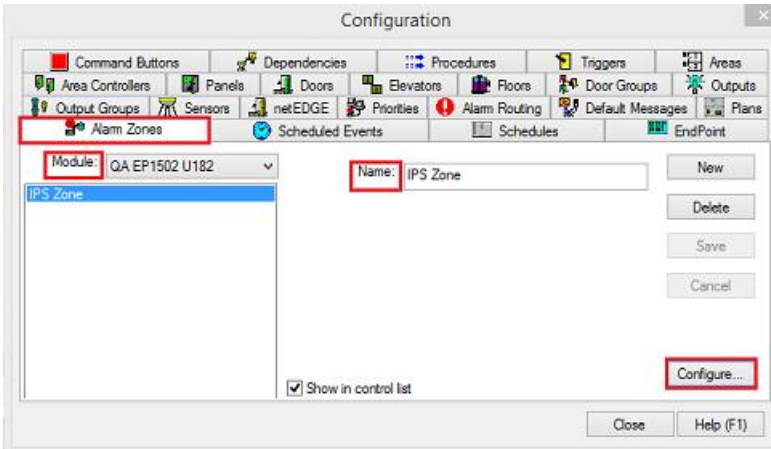 Configuration
Command Buttons Dependencies Procedures Triggers Areas
Area Controllers Panels Doors Elevators Floors Door Groups Outputs
Output Groups Sensors netEDGE Priorities Alarm Routing Default Messages Plans
Alarm Zones Scheduled Events Schedules EndPoint
Module: QA EP1502 U182 Name: IPS Zone New
IPS Zone
Delete
Save
Cancel
Configure...
Show in control list
Close Help (F1)